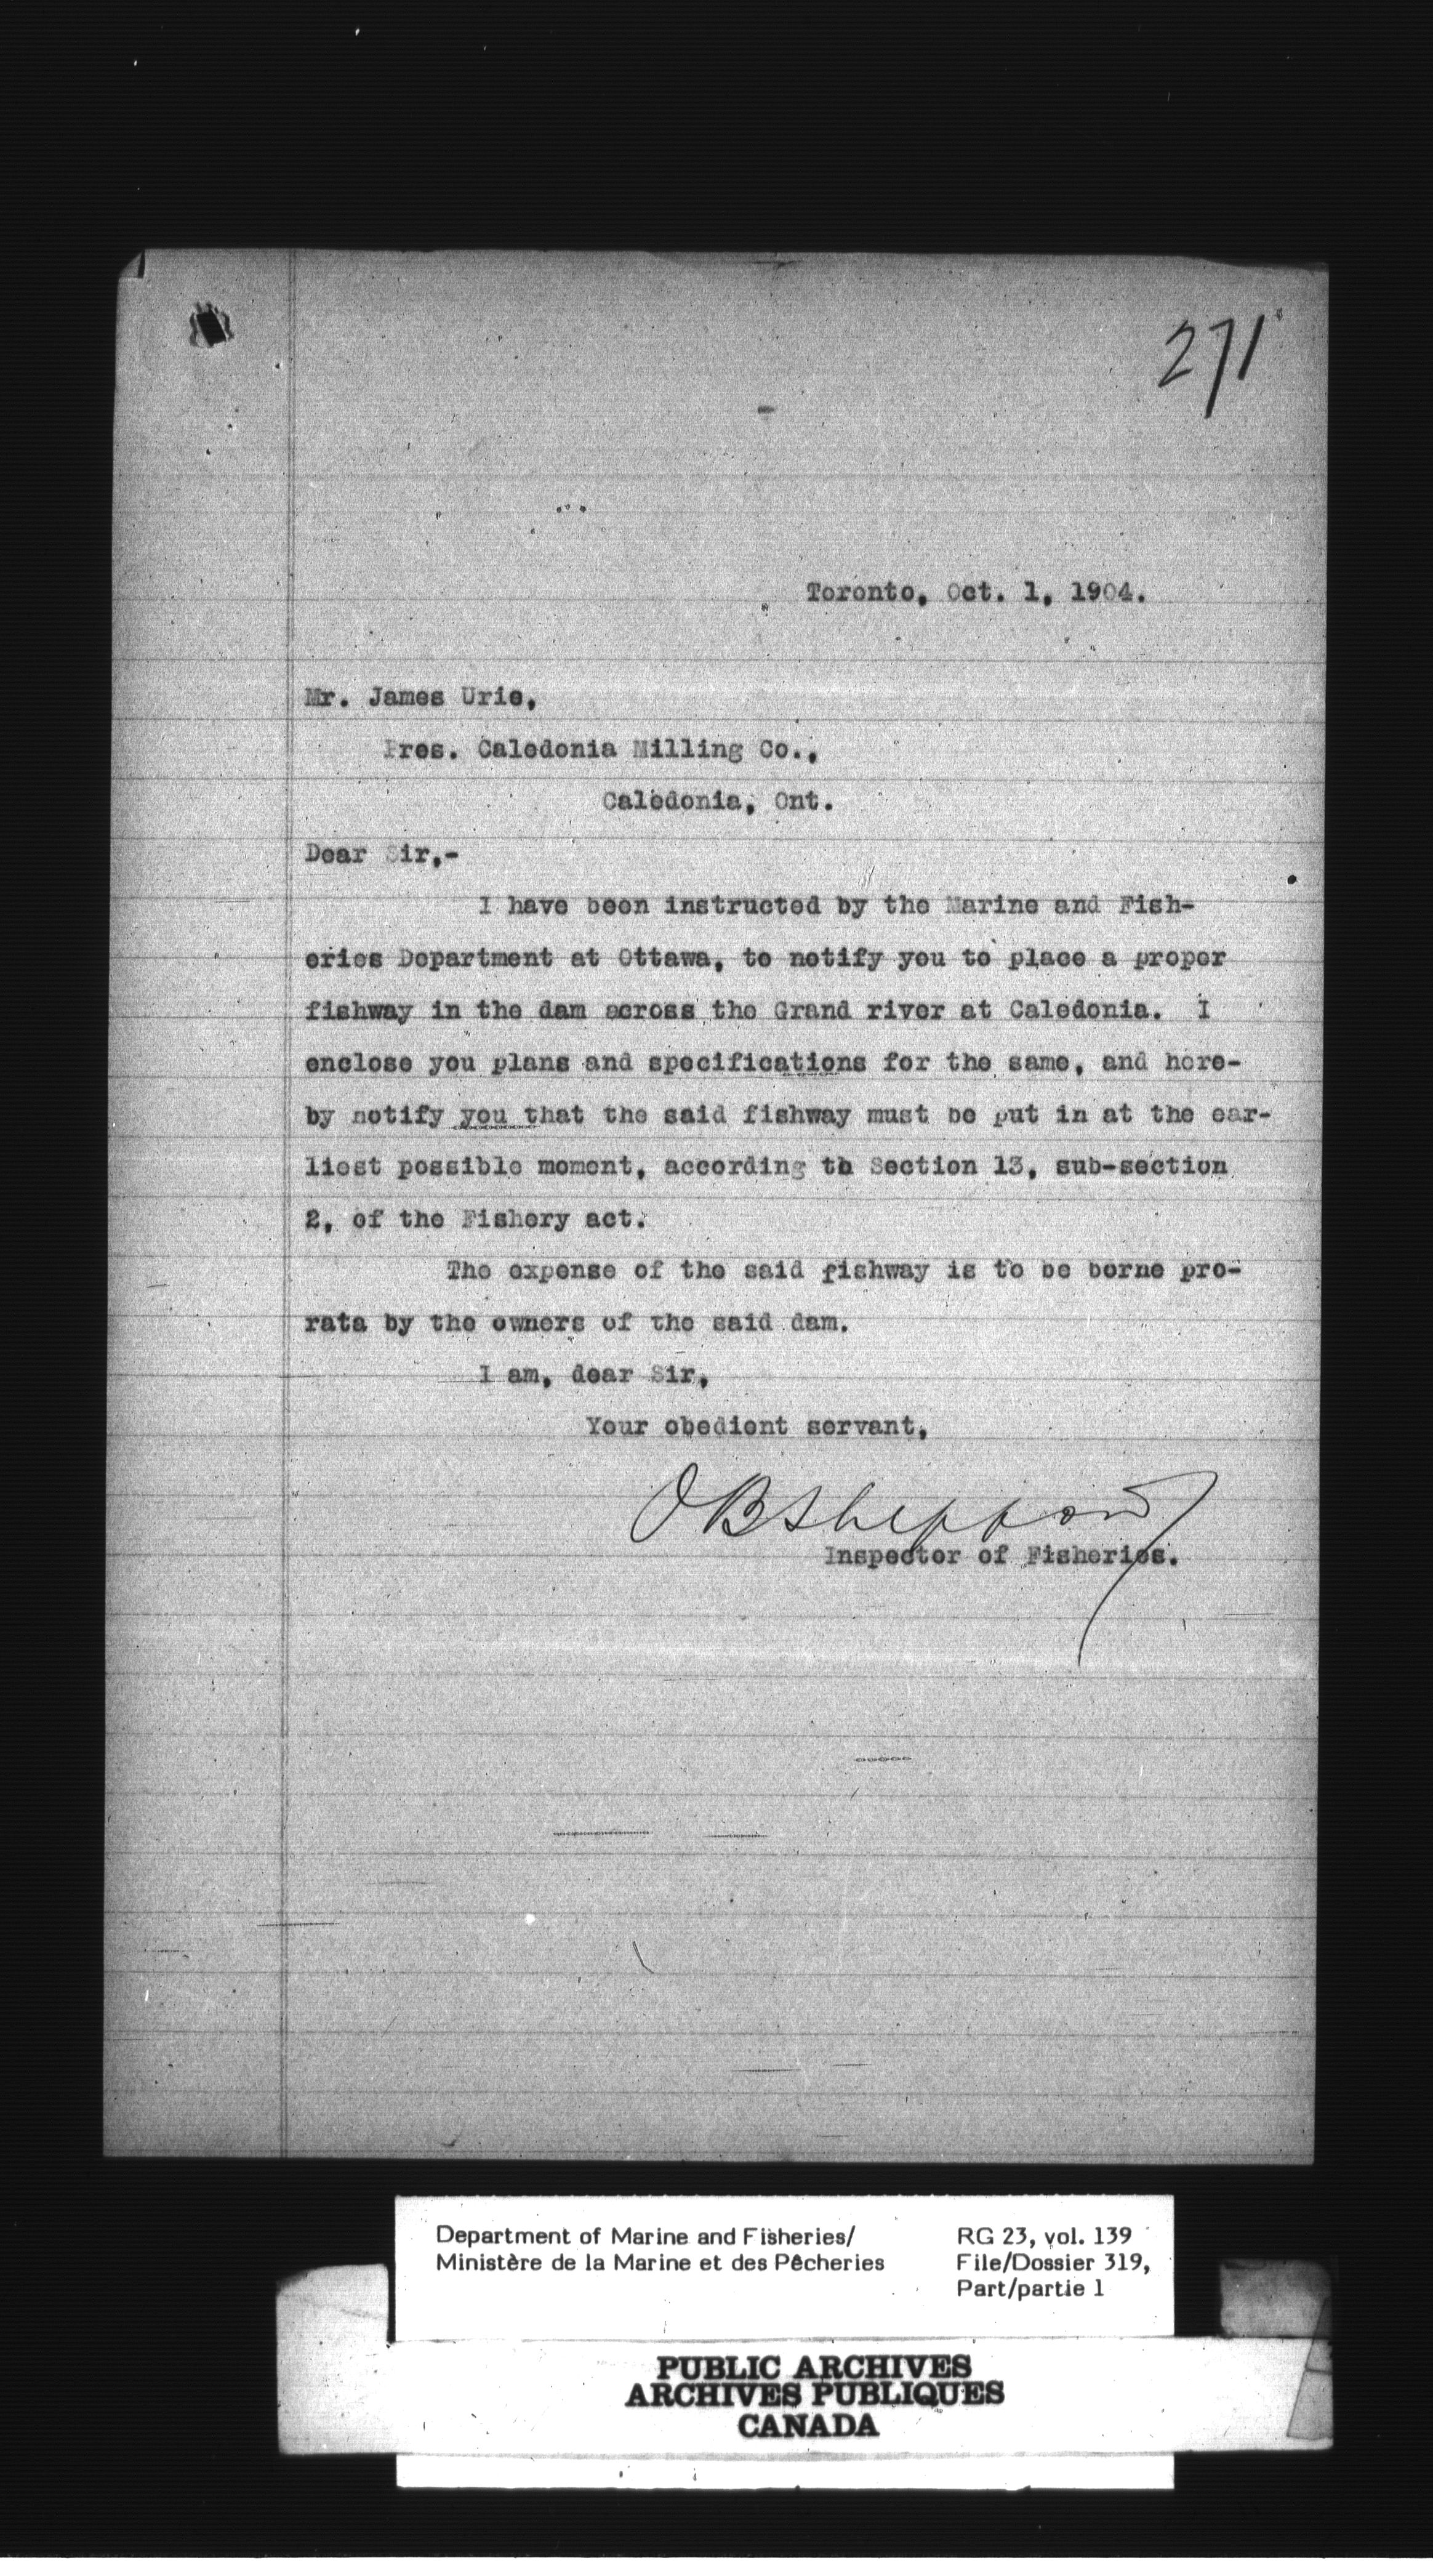 271
Toronto, Oct. 1, 1904.
Mr. James Urie,
Pres. Caledonia Milling Co.,
Caledonia, Ont.
Dear Sir,-
I have been instructed by the Marine and Fish-
eries Department at Ottawa, to notify you to place a proper
fishway in the dam across the Grand river at Caledonia. I
enclose you plans and specifications for the same, and here-
by notify you that the said fishway must be put in at the ear-
liest possible moment, according to Section 13, sub-section
2, of the Fishery act.
The expense of the said fishway is to be borne pro-
rata by the owners of the said dam.
I am, dear Sir,
Your obedient servant,
O B Sheppard
Inspector of Fisheries.
Department of Marine and Fisheries/
Ministère de la Marine et des Pêcheries
RG 23, vol. 139
File/Dossier 319,
Part/partie 1
PUBLIC ARCHIVES
ARCHIVES PUBLIQUES
CANADA